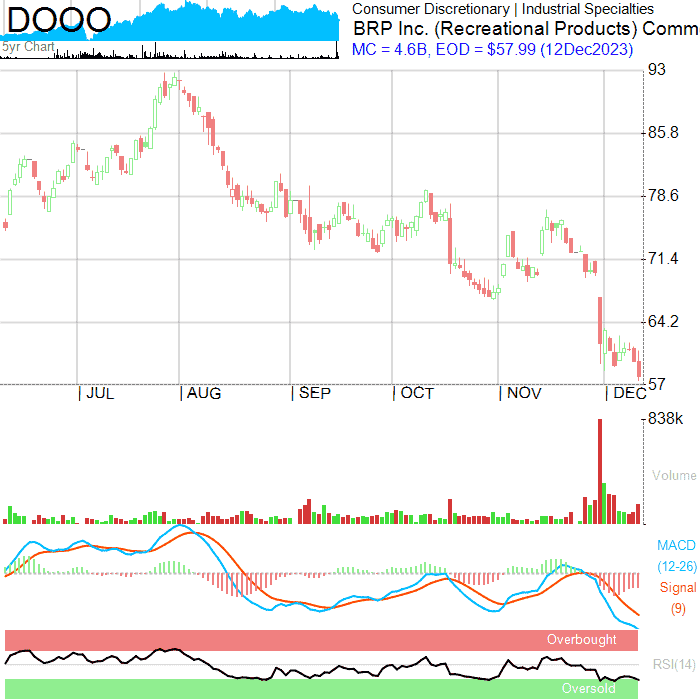 DOOO
5yr Chart
Consumer Discretionary | Industrial Specialties
BRP Inc. (Recreational Products) Comm
MC = 4.6B, EOD = $57.99 (12Dec2023)
93
85.8
78.6
71.4
64.2
57
JUL AUG SEP OCT NOV DEC
838k
Volume
MACD
(12-26)
Signal
(9)
Overbought
RSI(14)
Oversold